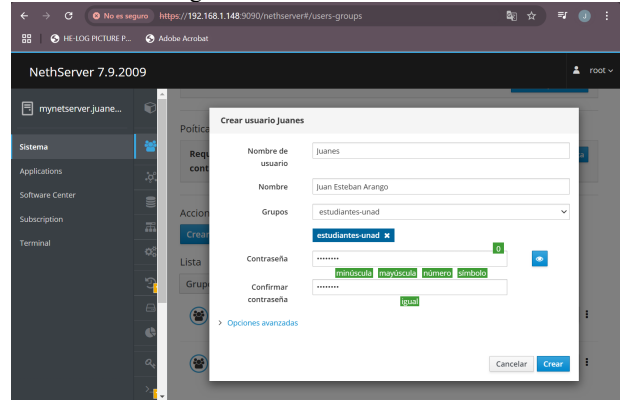 No es seguro https://192.168.1.148:9090/nethserver#/users-groups J
HE-LOG PICTURE P... Adobe Acrobat
NethServer 7.9.2009 root
mynetserver.juane...
Sistema
Applications
Software Center
Subscription
Terminal
Crear usuario Juanes
Nombre de usuario Juanes
Nombre Juan Esteban Arango
Grupos estudiantes-unad
estudiantes-unad ×
0
Contraseña ········
minúscula mayúscula número símbolo
Confirmar contraseña ········
igual
Opciones avanzadas
Cancelar Crear
Poítica
Requ
cont
Accion
Crear
Lista
Grupo